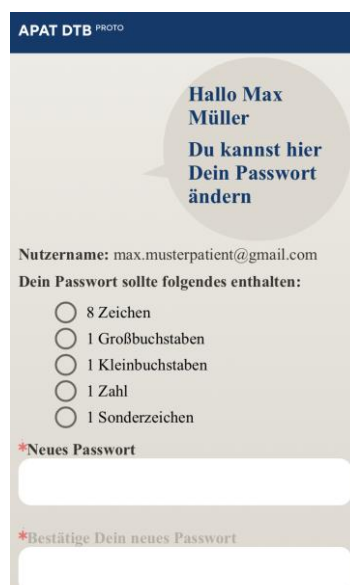 APAT DTB PROTO
Hallo Max
Müller
Du kannst hier
Dein Passwort
ändern
Nutzername: max.musterpatient@gmail.com
Dein Passwort sollte folgendes enthalten:
8 Zeichen
1 Großbuchstaben
1 Kleinbuchstaben
1 Zahl
1 Sonderzeichen
*Neues Passwort
*Bestätige Dein neues Passwort